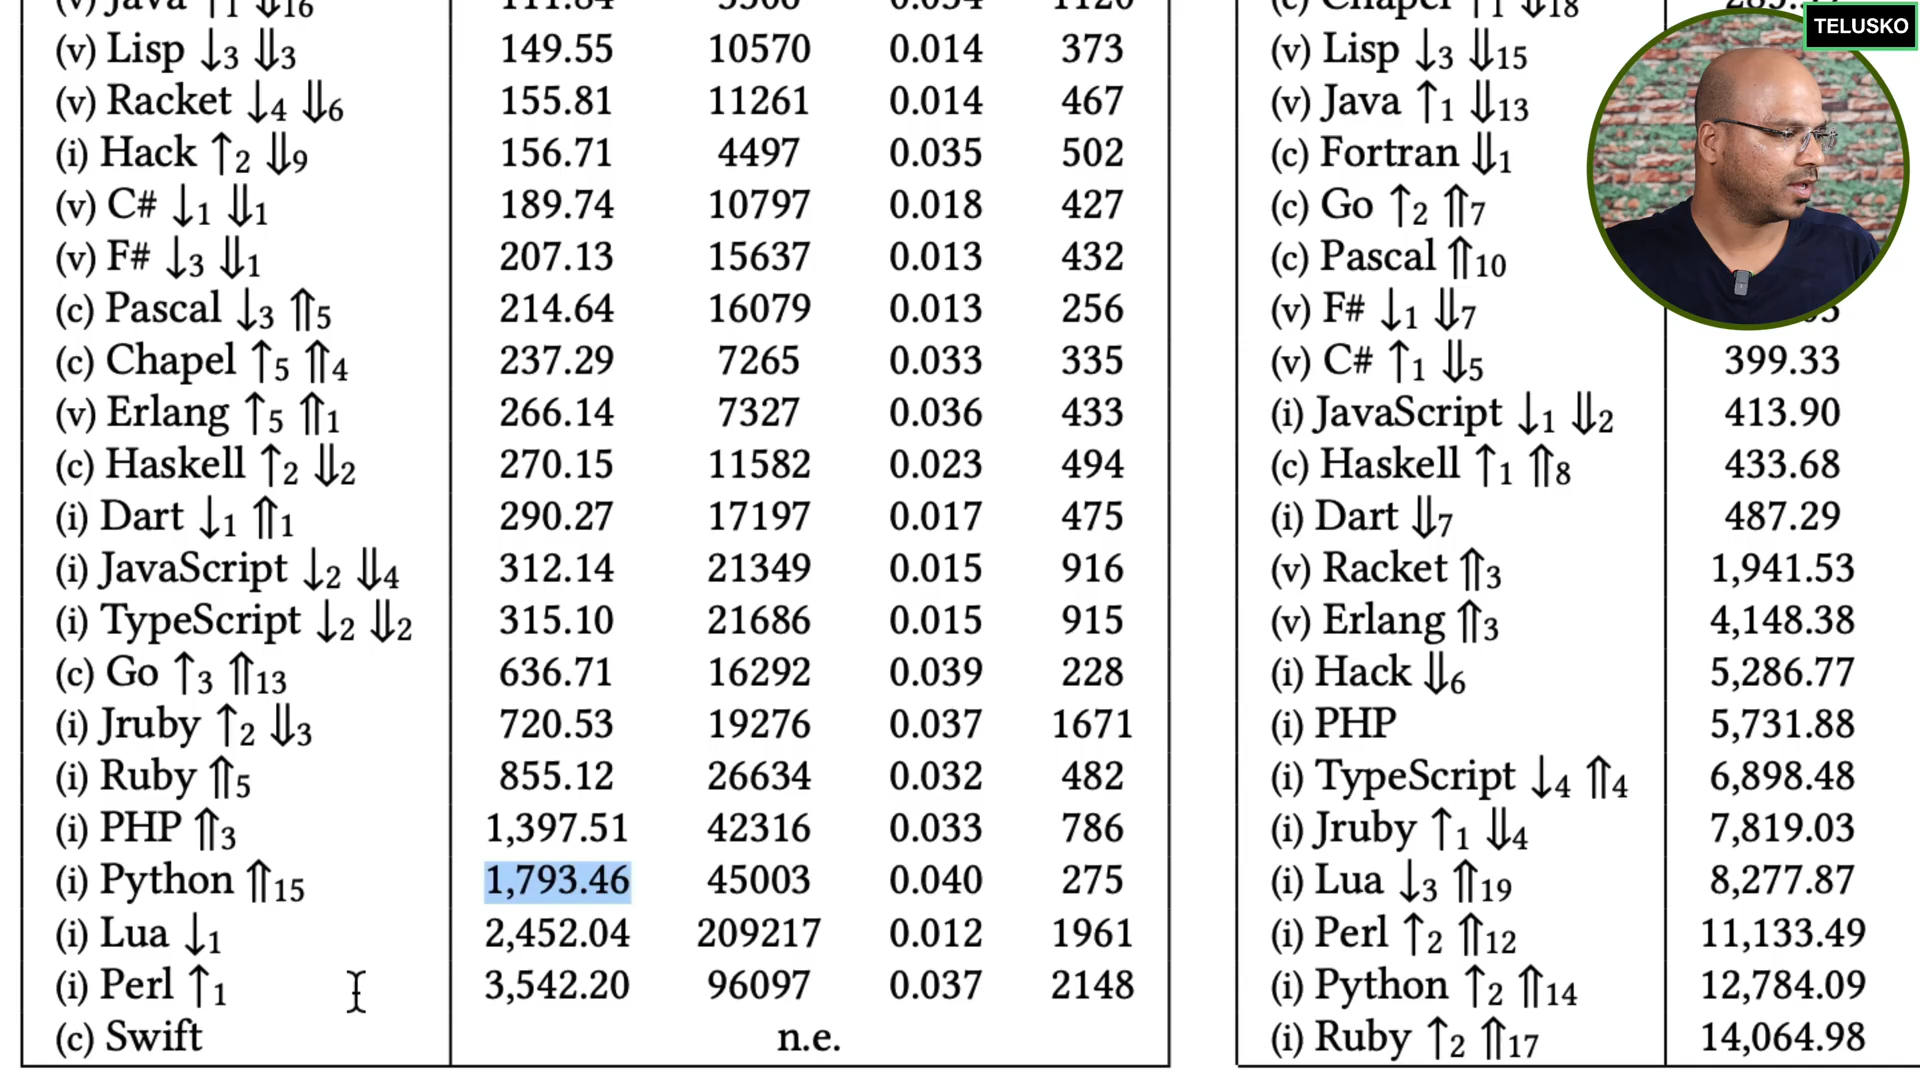 (v) Java ↑1 ⇓16 111.84 0.034 1120
(v) Lisp ↓3 ⇓3 149.55 10570 0.014 373
(v) Racket ↓4 ⇓6 155.81 11261 0.014 467
(i) Hack ↑2 ⇓9 156.71 4497 0.035 502
(v) C# ↓1 ⇓1 189.74 10797 0.018 427
(v) F# ↓3 ⇓1 207.13 15637 0.013 432
(c) Pascal ↓3 ⇑5 214.64 16079 0.013 256
(c) Chapel ↑5 ⇑4 237.29 7265 0.033 335
(v) Erlang ↑5 ⇑1 266.14 7327 0.036 433
(c) Haskell ↑2 ⇓2 270.15 11582 0.023 494
(i) Dart ↓1 ⇑1 290.27 17197 0.017 475
(i) JavaScript ↓2 ⇓4 312.14 21349 0.015 916
(i) TypeScript ↓2 ⇓2 315.10 21686 0.015 915
(c) Go ↑3 ⇑13 636.71 16292 0.039 228
(i) Jruby ↑2 ⇓3 720.53 19276 0.037 1671
(i) Ruby ⇑5 855.12 26634 0.032 482
(i) PHP ⇑3 1,397.51 42316 0.033 786
(i) Python ⇑15 1,793.46 45003 0.040 275
(i) Lua ↓1 2,452.04 209217 0.012 1961
(i) Perl ↑1 3,542.20 96097 0.037 2148
(c) Swift n.e.
(c) Chapel ↑1 ⇓18
(v) Lisp ↓3 ⇓15
(v) Java ↑1 ⇓13
(c) Fortran ⇓1
(c) Go ↑2 ⇑7
(c) Pascal ⇑10
(v) F# ↓1 ⇓7
(v) C# ↑1 ⇓5 399.33
(i) JavaScript ↓1 ⇓2 413.90
(c) Haskell ↑1 ⇑8 433.68
(i) Dart ⇓7 487.29
(v) Racket ⇑3 1,941.53
(v) Erlang ⇑3 4,148.38
(i) Hack ⇓6 5,286.77
(i) PHP 5,731.88
(i) TypeScript ↓4 ⇑4 6,898.48
(i) Jruby ↑1 ⇓4 7,819.03
(i) Lua ↓3 ⇑19 8,277.87
(i) Perl ↑2 ⇑12 11,133.49
(i) Python ↑2 ⇑14 12,784.09
(i) Ruby ↑2 ⇑17 14,064.98
TELUSKO